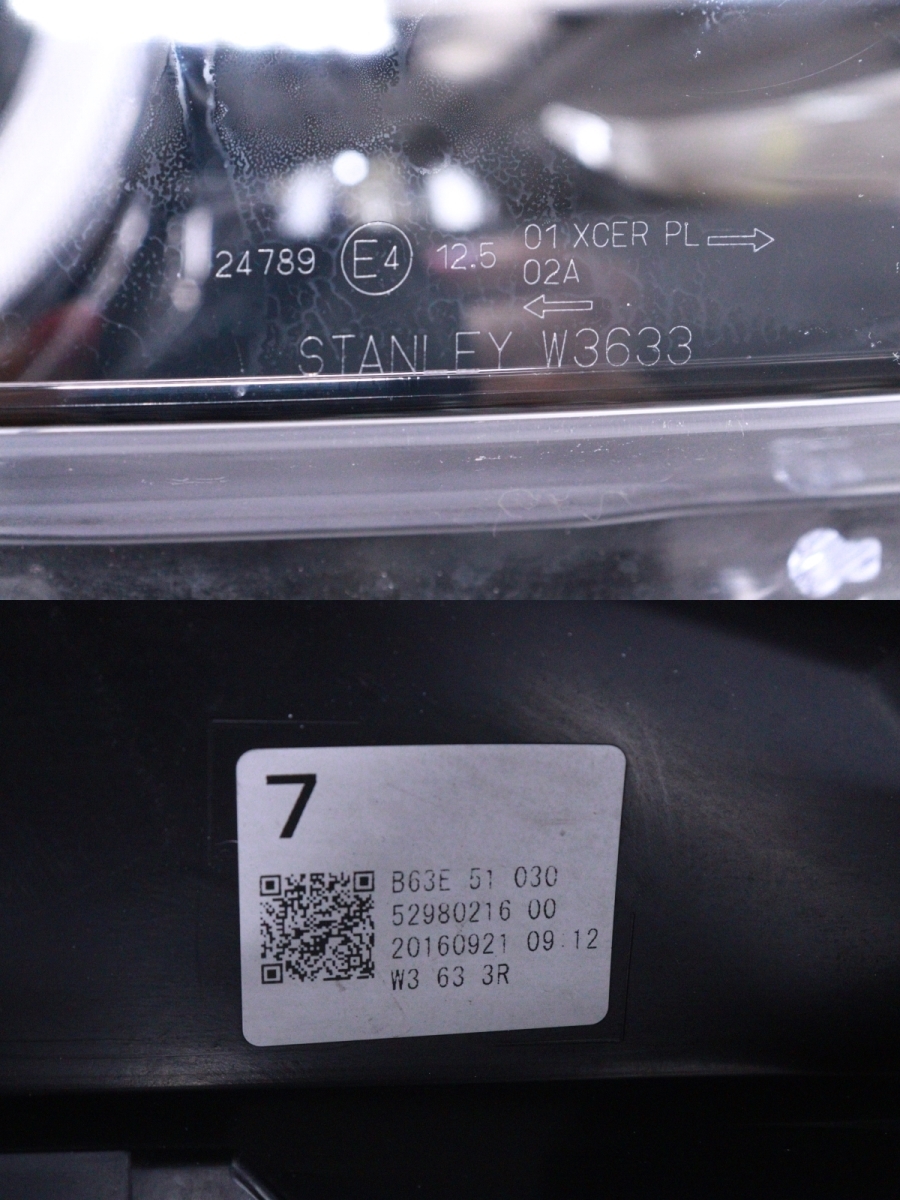 24789 E4 12.5 01 XCER PL
02A
STANLEY W3633
7
B63E 51 030
52980216 00
20160921 09:12
W3 63 3R